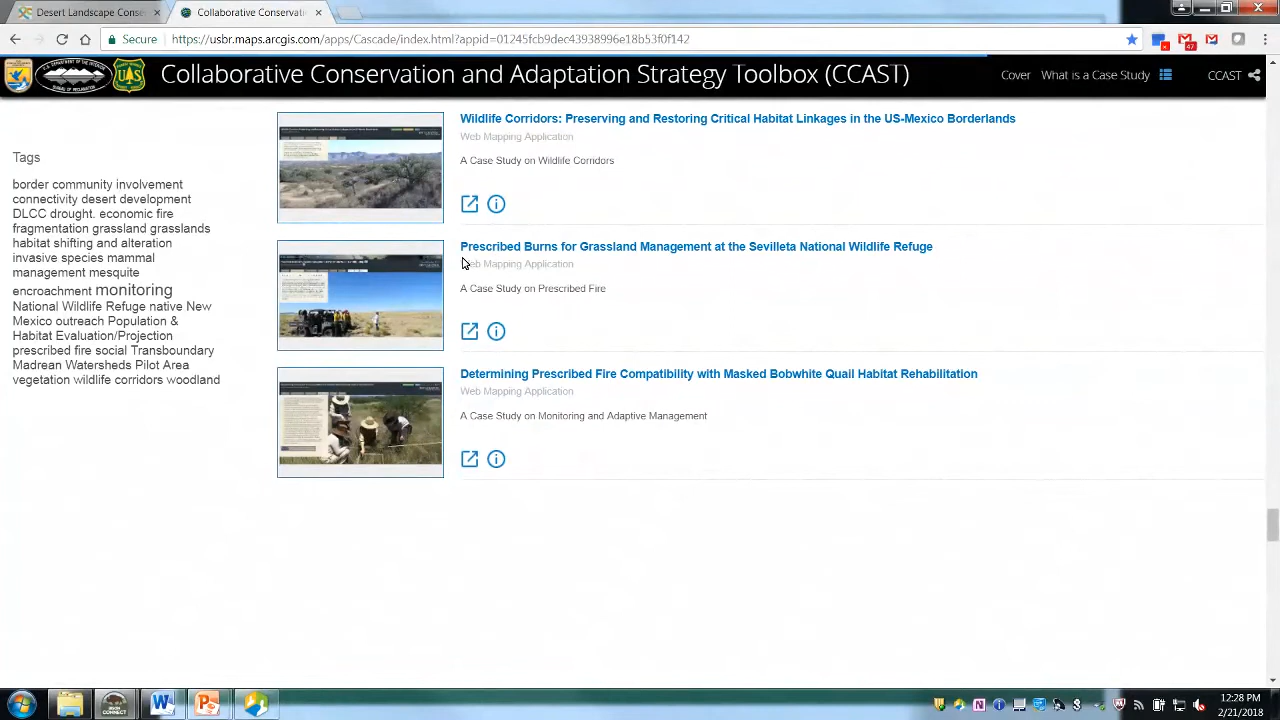 Desert Landscape Conse
Collaborative Conservati
Secure
https://usbr.maps.arcgis.com/apps/Cascade/index.html?appid=01245fcb9dec43938996e18b53f0f142
47
Collaborative Conservation and Adaptation Strategy Toolbox (CCAST)
Cover
What is a Case Study
CCAST
Tags
border community involvement
connectivity desert development
DLCC drought. economic fire
fragmentation grassland grasslands
habitat shifting and alteration
invasive species mammal
management mesquite
encroachment monitoring
National Wildlife Refuge native New
Mexico outreach Population &
Habitat Evaluation/Projection
prescribed fire social Transboundary
Madrean Watersheds Pilot Area
vegetation wildlife corridors woodland
Wildlife Corridors: Preserving and Restoring Critical Habitat Linkages in the US-Mexico Borderlands
Web Mapping Application
A Case Study on Wildlife Corridors
Prescribed Burns for Grassland Management at the Sevilleta National Wildlife Refuge
Web Mapping Application
A Case Study on Prescribed Fire
Determining Prescribed Fire Compatibility with Masked Bobwhite Quail Habitat Rehabilitation
Web Mapping Application
A Case Study on Monitoring and Adaptive Management
12:28 PM
2/21/2018